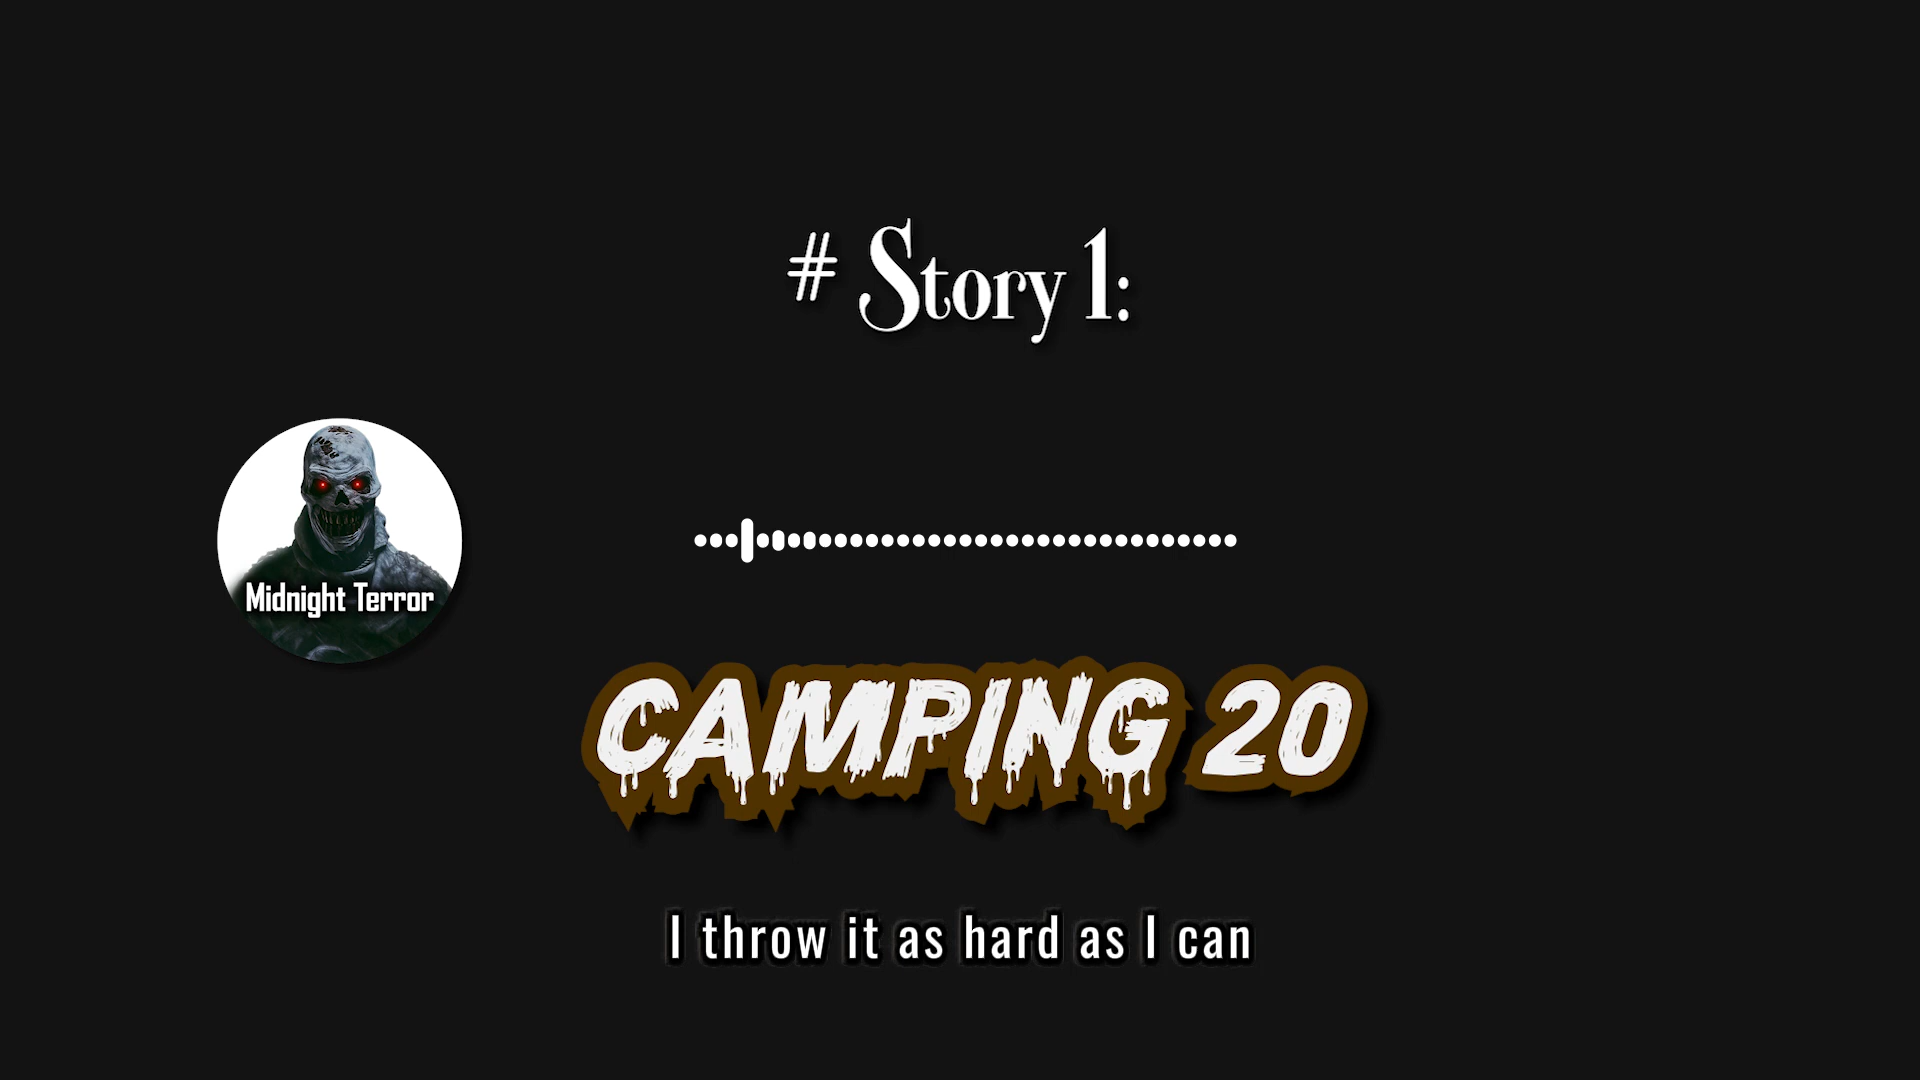 # Story 1:
Midnight Terror
CAMPING 20
I throw it as hard as I can